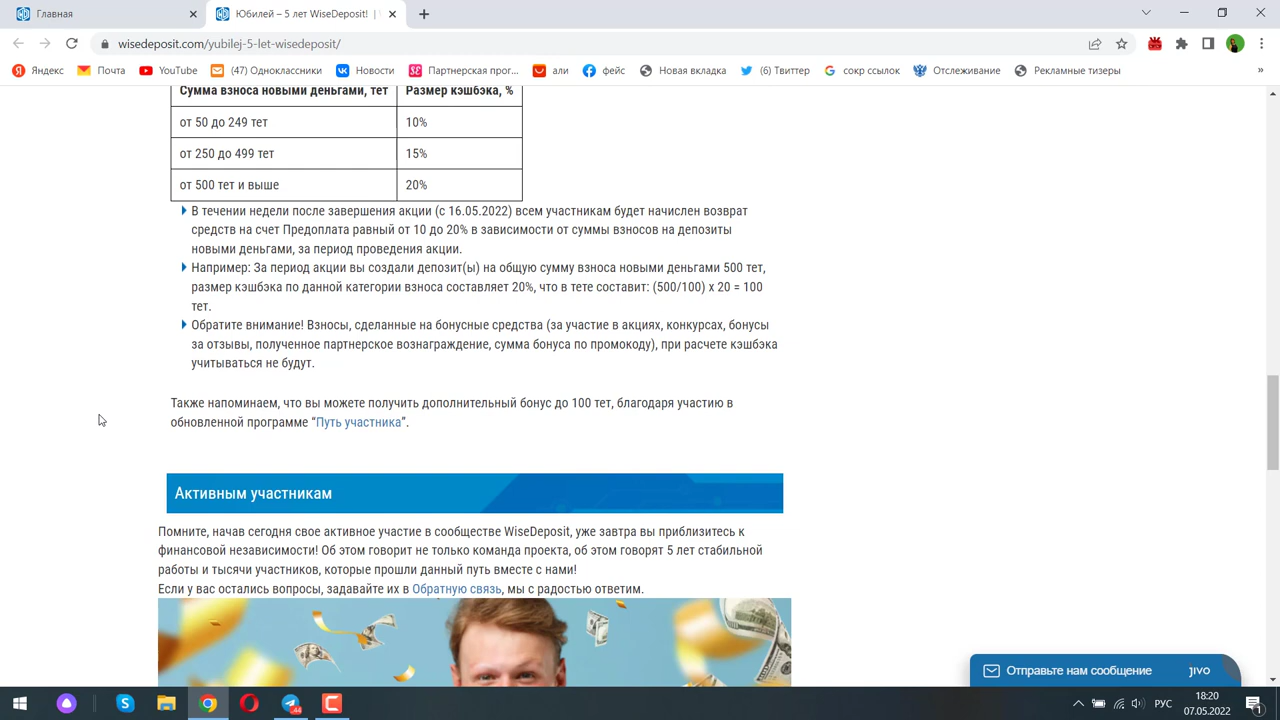 Главная
Юбилей – 5 лет WiseDeposit! |
wisedeposit.com/yubilej-5-let-wisedeposit/
Яндекс
Почта
YouTube
(47) Одноклассники
Новости
Партнерская прог...
али
фейс
Новая вкладка
(6) Твиттер
сокр ссылок
Отслеживание
Рекламные тизеры
»
Сумма взноса новыми деньгами, тет
Размер кэшбэка, %
от 50 до 249 тет
10%
от 250 до 499 тет
15%
от 500 тет и выше
20%
В течении недели после завершения акции (с 16.05.2022) всем участникам будет начислен возврат
средств на счет Предоплата равный от 10 до 20% в зависимости от суммы взносов на депозиты
новыми деньгами, за период проведения акции.
Например: За период акции вы создали депозит(ы) на общую сумму взноса новыми деньгами 500 тет,
размер кэшбэка по данной категории взноса составляет 20%, что в тете составит: (500/100) x 20 = 100
тет.
Обратите внимание! Взносы, сделанные на бонусные средства (за участие в акциях, конкурсах, бонусы
за отзывы, полученное партнерское вознаграждение, сумма бонуса по промокоду), при расчете кэшбэка
учитываться не будут.
Также напоминаем, что вы можете получить дополнительный бонус до 100 тет, благодаря участию в
обновленной программе “Путь участника”.
Активным участникам
Помните, начав сегодня свое активное участие в сообществе WiseDeposit, уже завтра вы приблизитесь к
финансовой независимости! Об этом говорит не только команда проекта, об этом говорят 5 лет стабильной
работы и тысячи участников, которые прошли данный путь вместе с нами!
Если у вас остались вопросы, задавайте их в Обратную связь, мы с радостью ответим.
Отправьте нам сообщение
jivo
44
РУС
18:20
07.05.2022
1